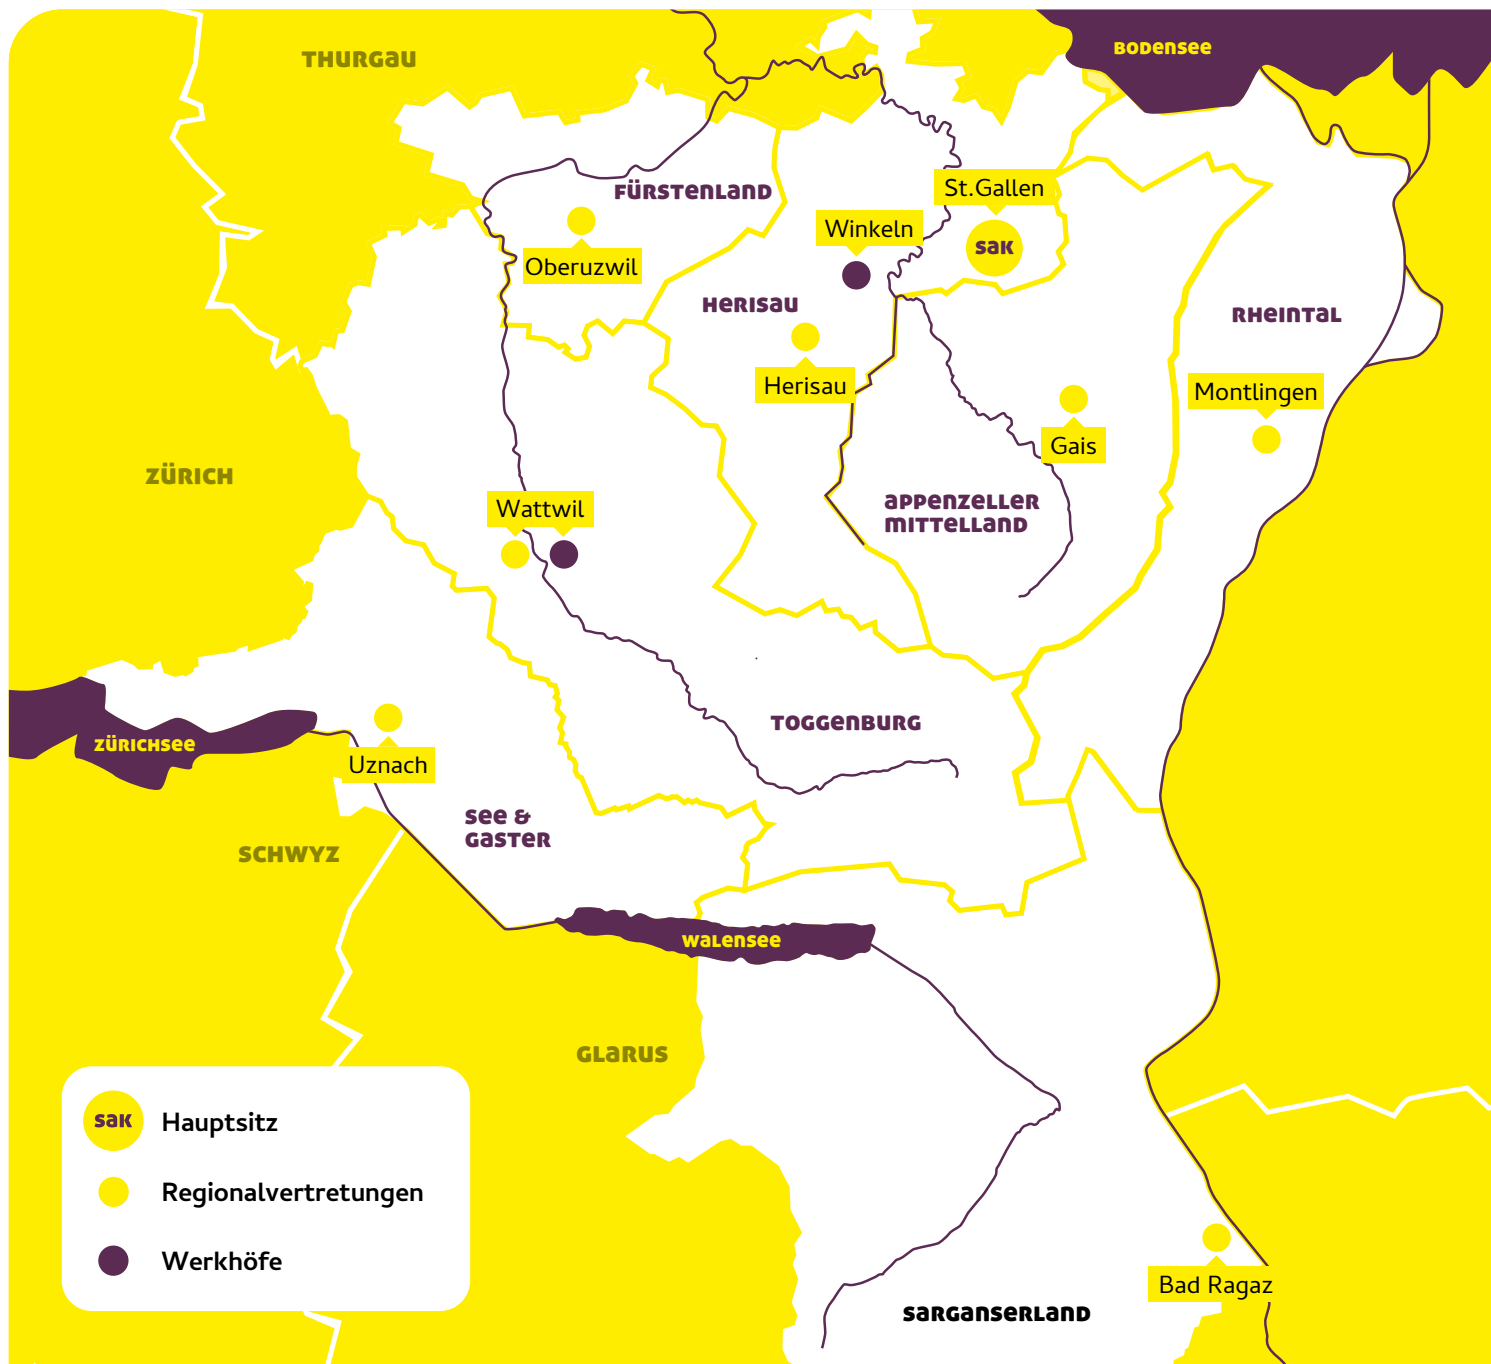 BODENSEE
THURGAU
St.Gallen
FÜRSTENLAND
Winkeln
sak
Oberuzwil
HERISAU
RHEINTAL
Herisau
Montlingen
Gais
ZÜRICH
APPENZELLER
MITTELLAND
Wattwil
TOGGENBURG
ZÜRICHSEE
Uznach
SEE &
GASTER
SCHWYZ
WALENSEE
GLARUS
sak Hauptsitz
Regionalvertretungen
Werkhöfe
Bad Ragaz
SARGANSERLAND